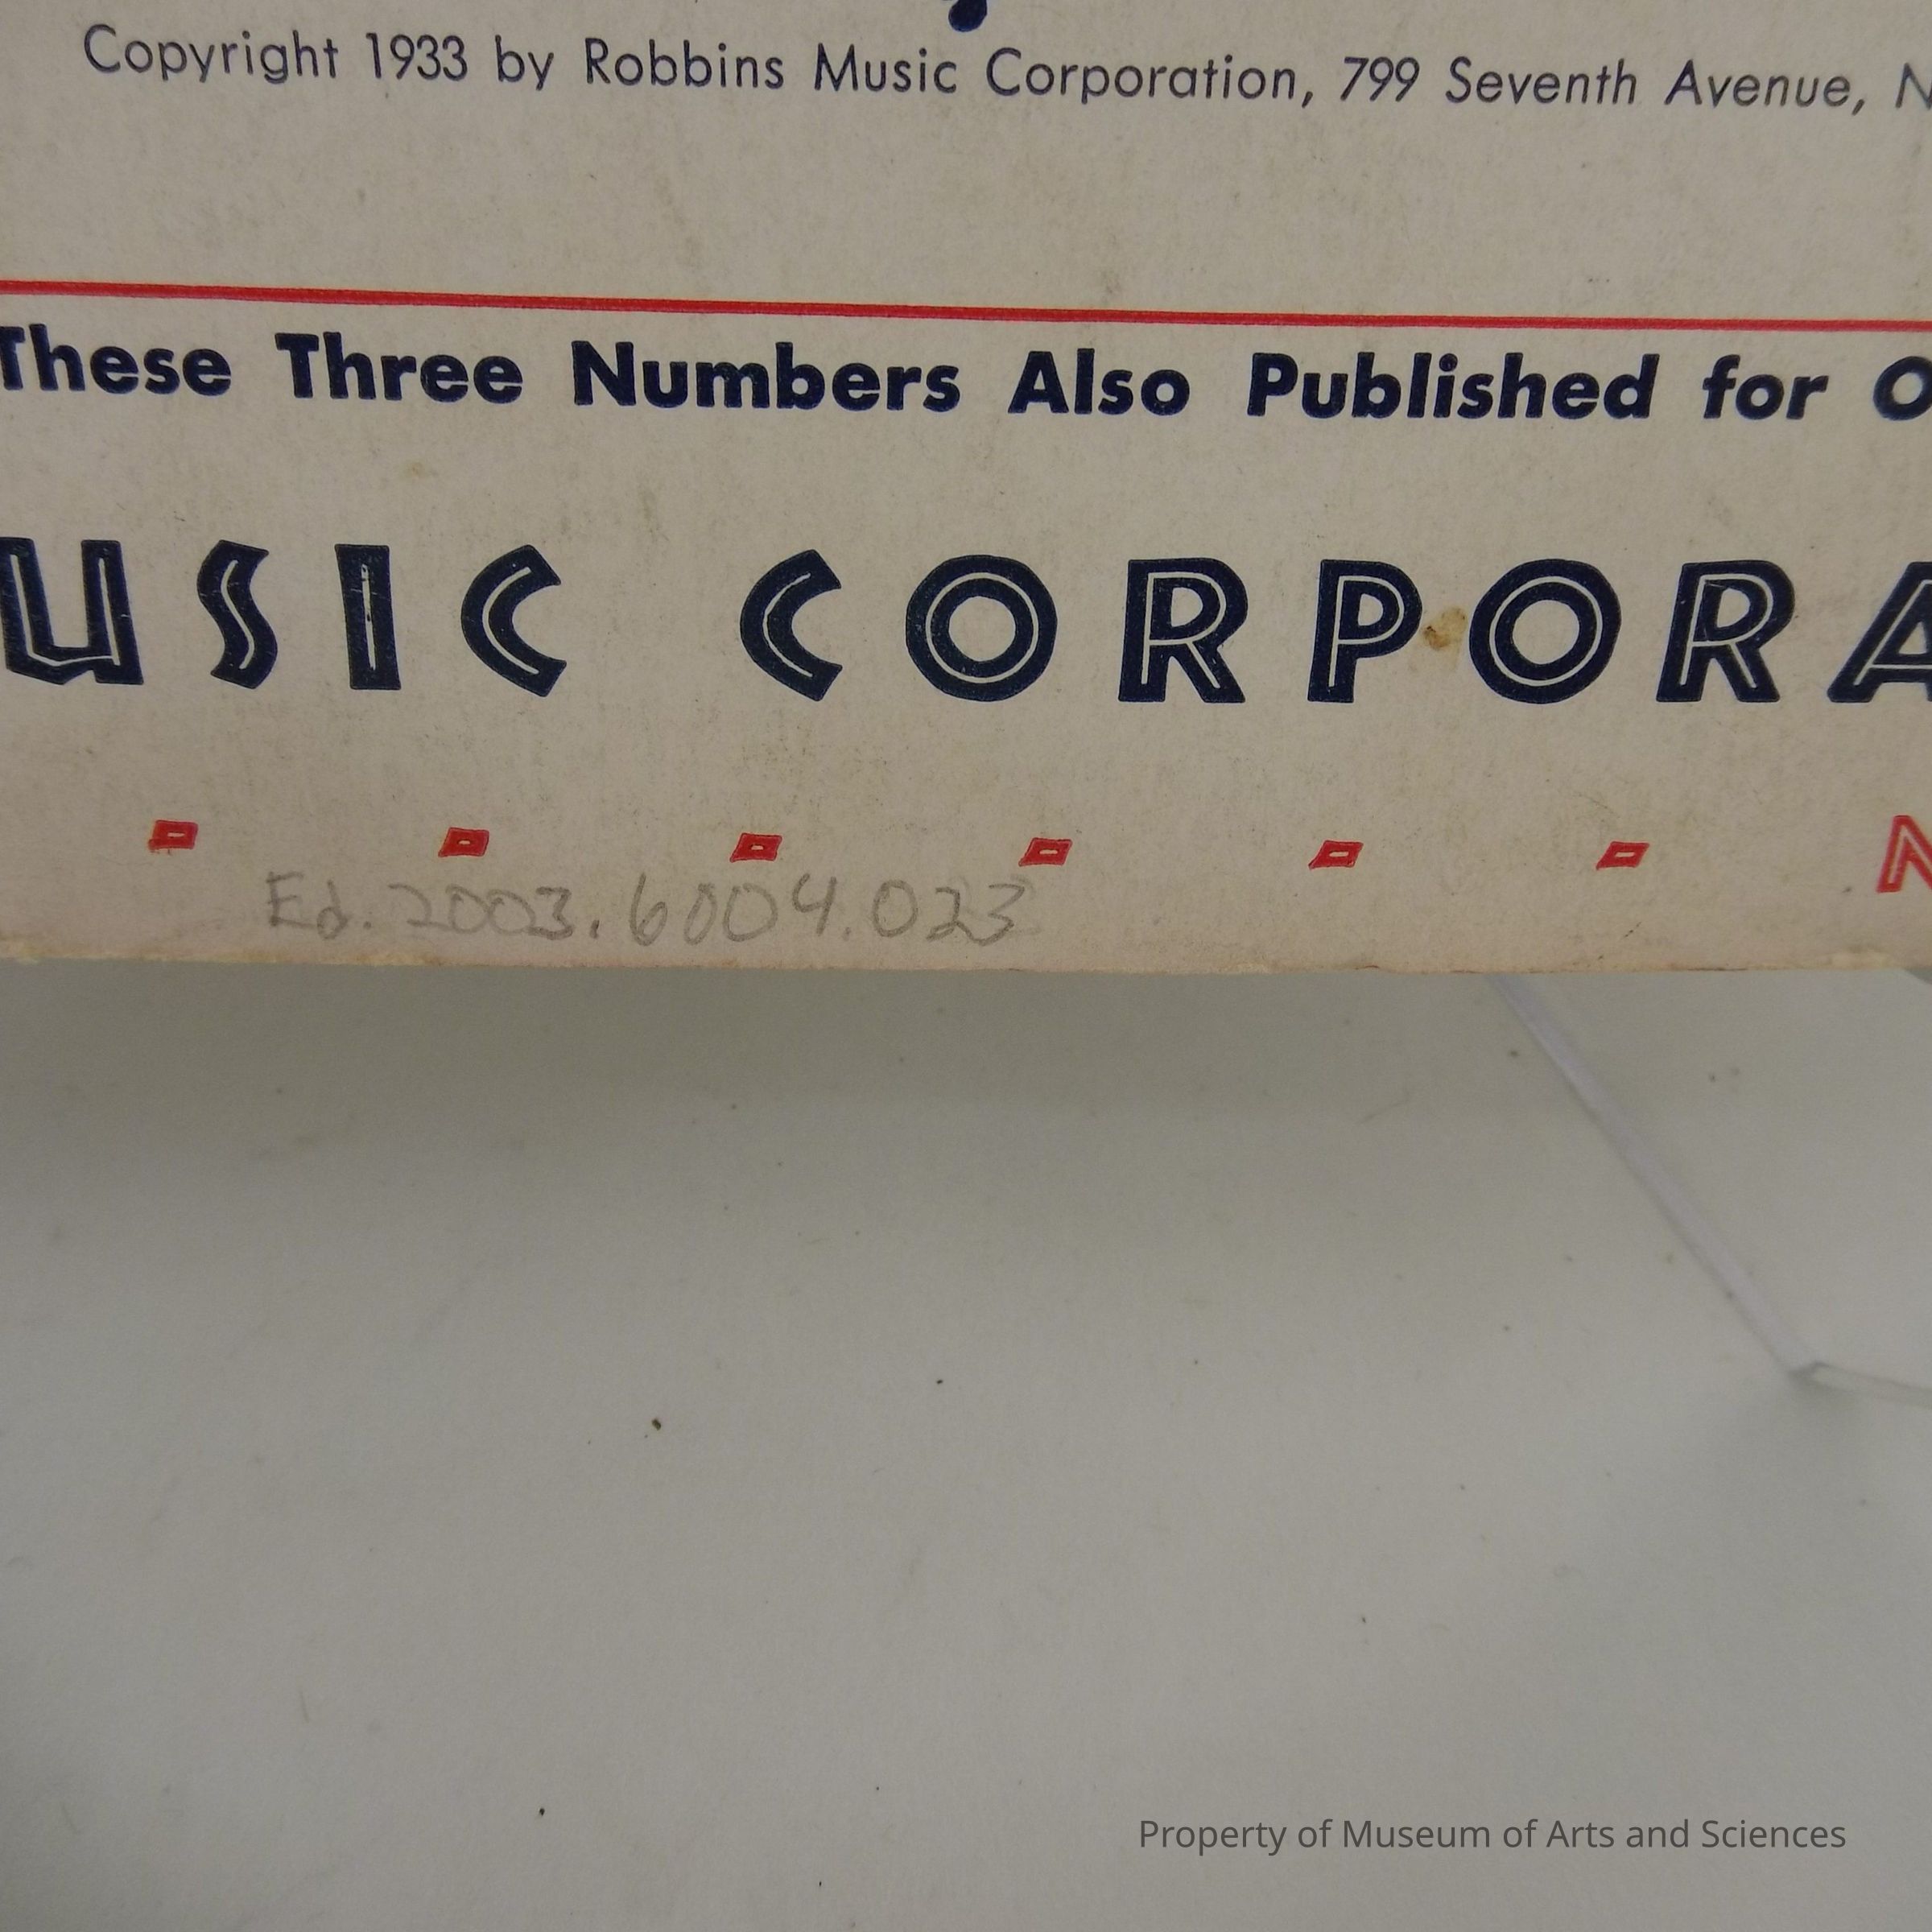 Copyright 1933 by Robbins Music Corporation, 799 Seventh Avenue, N
These Three Numbers Also Published for O
USIC CORPORA
N
Ed. 2003.6004.023
Property of Museum of Arts and Sciences